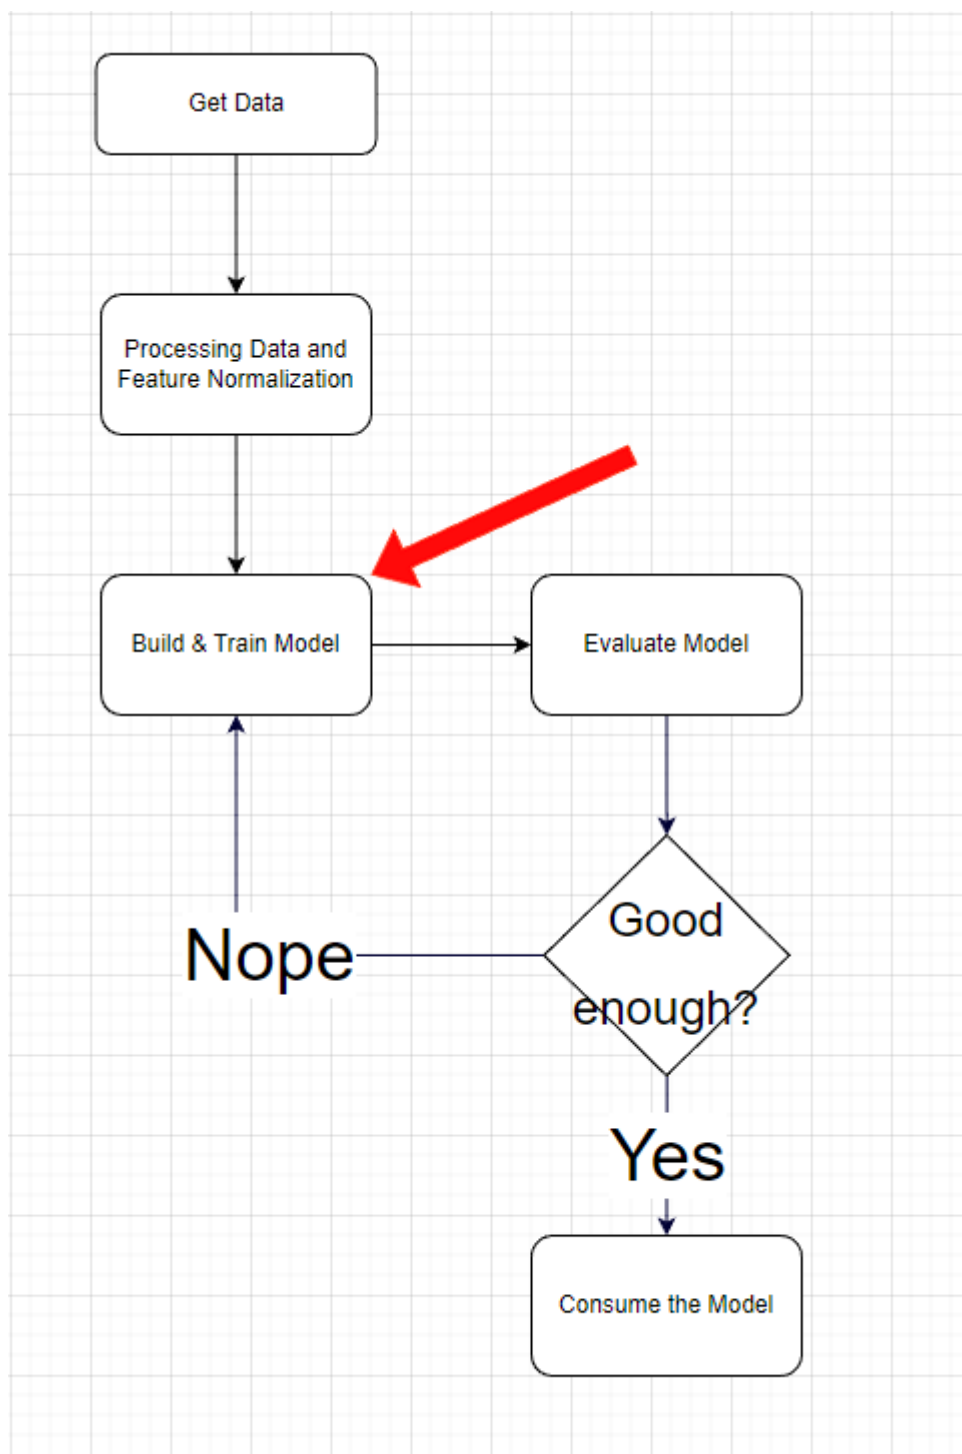 Get Data
Processing Data and
Feature Normalization
Build & Train Model
Evaluate Model
Good
enough?
Nope
Yes
Consume the Model